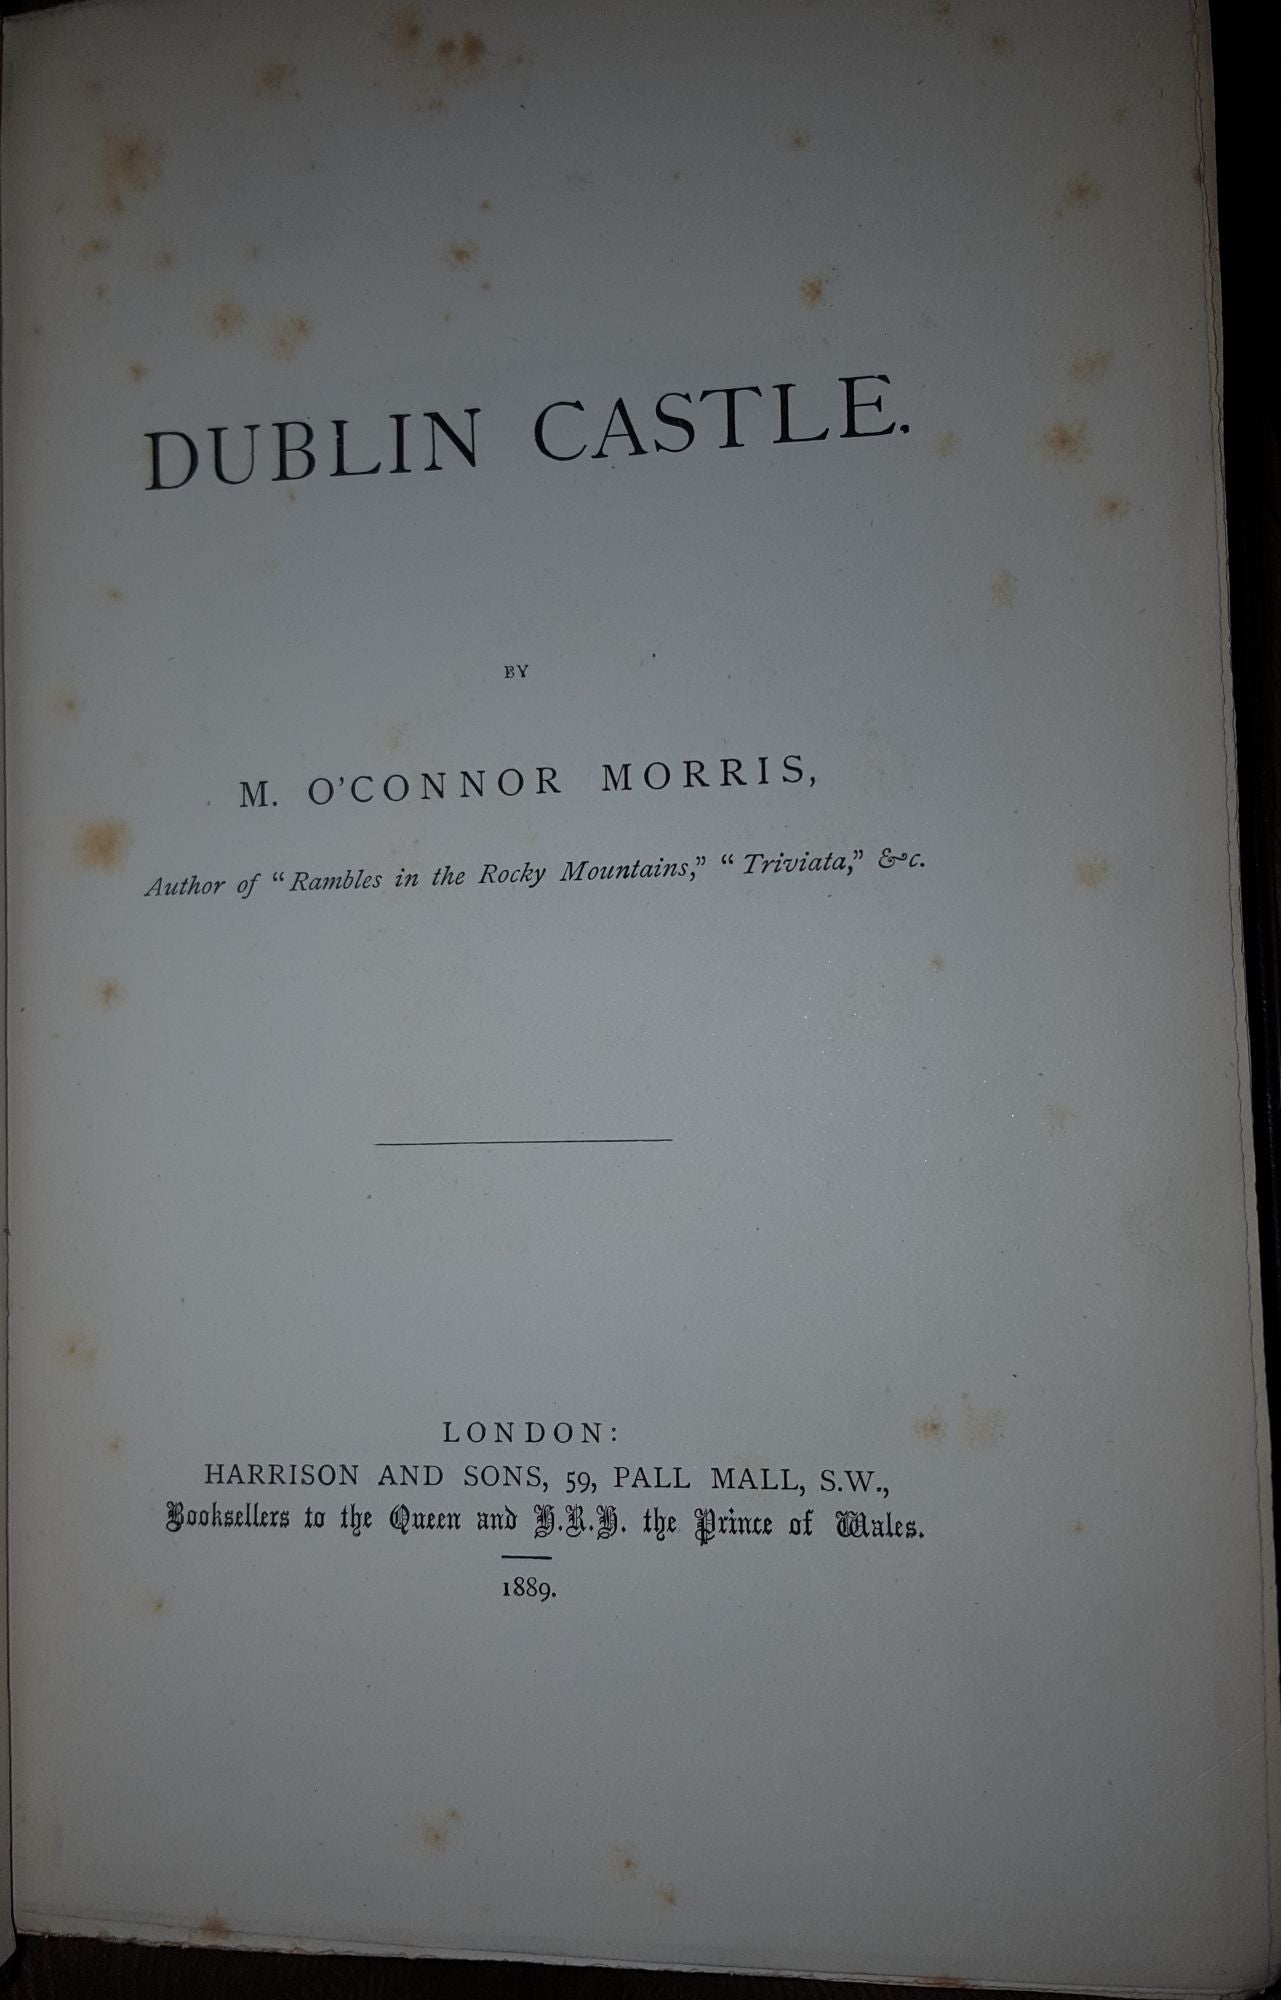 DUBLIN CASTLE.
BY
M. O'CONNOR MORRIS,
Author of “Rambles in the Rocky Mountains,” “Triviata,” &c.
LONDON:
HARRISON AND SONS, 59, PALL MALL, S.W.,
Booksellers to the Queen and H.R.H. the Prince of Wales.
1889.